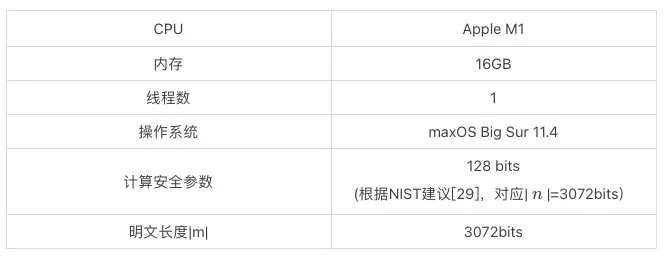 CPU Apple M1
内存 16GB
线程数 1
操作系统 maxOS Big Sur 11.4
计算安全参数 128 bits
(根据NIST建议[29]，对应| n |=3072bits)
明文长度|m| 3072bits